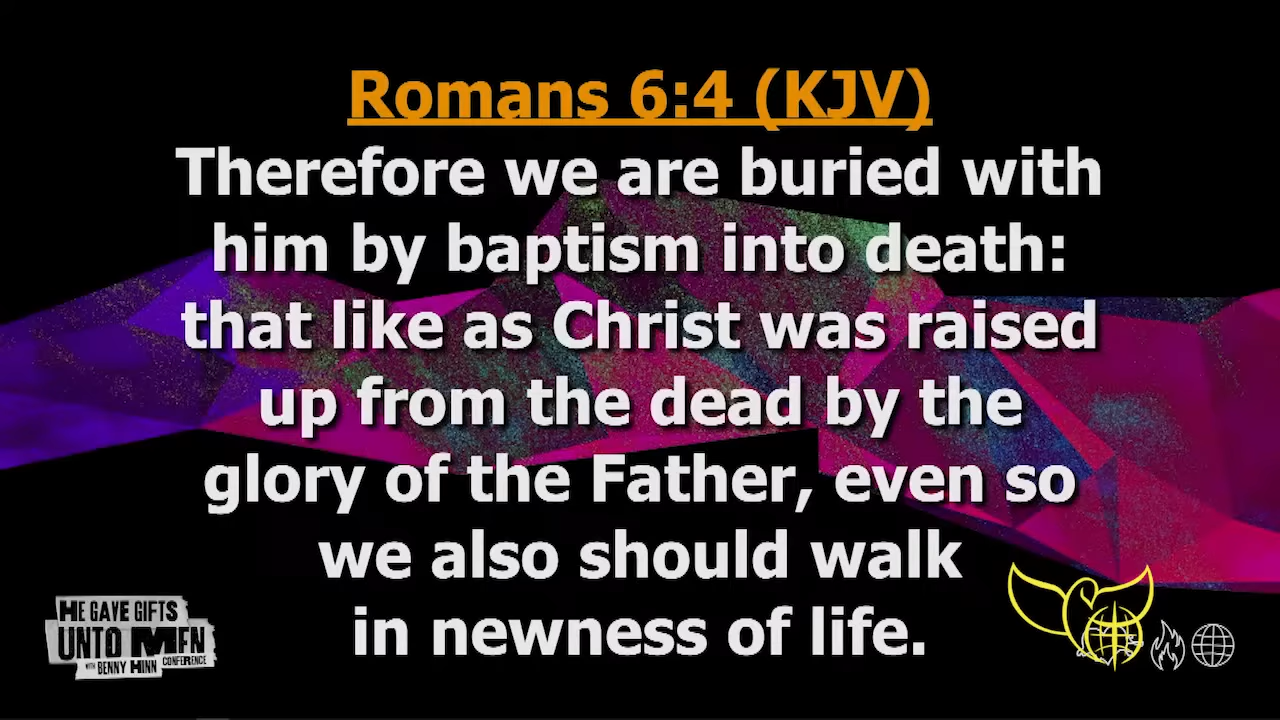 Romans 6:4 (KJV)
Therefore we are buried with
him by baptism into death:
that like as Christ was raised
up from the dead by the
glory of the Father, even so
we also should walk
in newness of life.
HE GAVE GIFTS
UNTO MEN
WITH BENNY HINN CONFERENCE